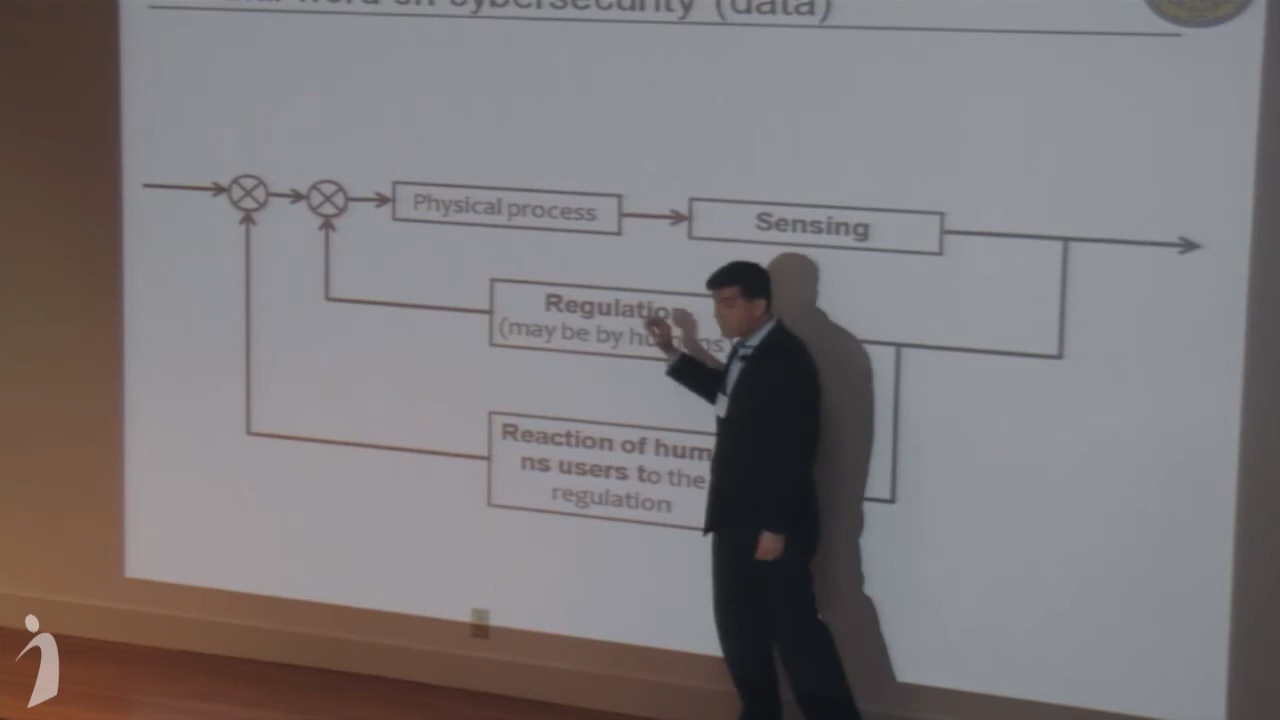 word on cybersecurity (data)
Physical process
Sensing
Regulation
(may be by humans
Reaction of hum
ns users to the
regulation